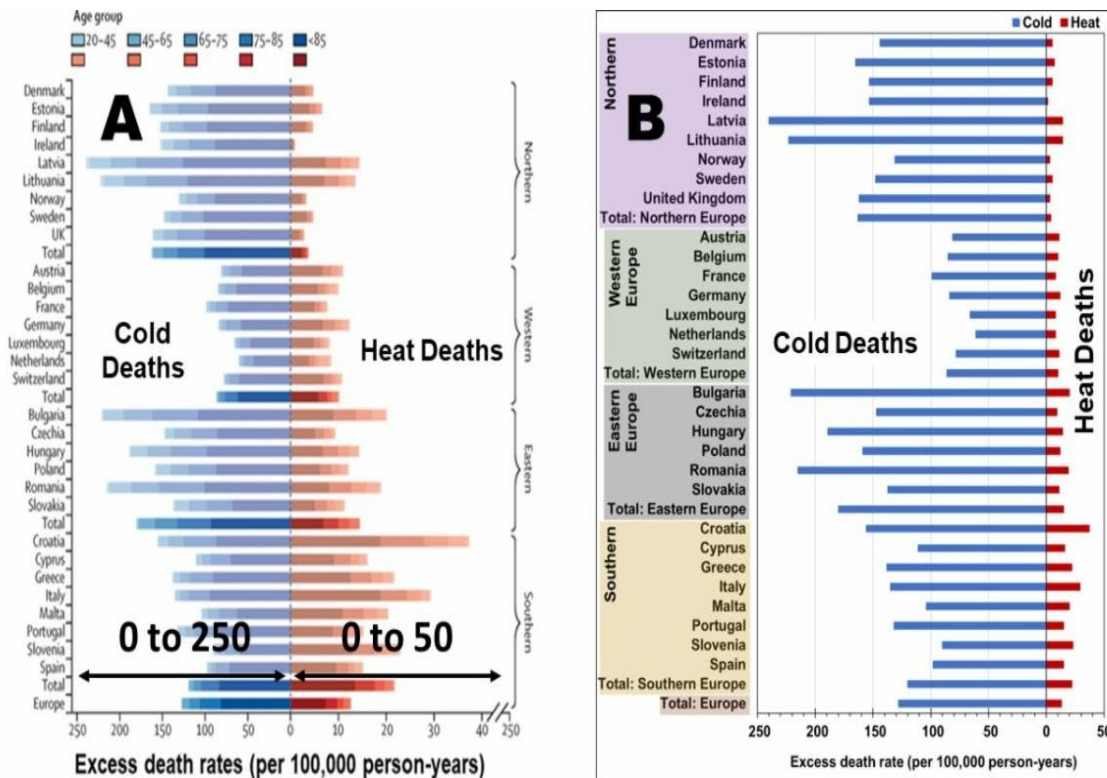 Age group
20–45 45–65 65–75 75–85 <85
A
Denmark
Estonia
Finland
Ireland
Latvia
Lithuania
Norway
Sweden
UK
Total
Northern
Austria
Belgium
France
Germany
Luxembourg
Netherlands
Switzerland
Total
Western
Cold
Deaths
Heat Deaths
Bulgaria
Czechia
Hungary
Poland
Romania
Slovakia
Total
Eastern
Croatia
Cyprus
Greece
Italy
Malta
Portugal
Slovenia
Spain
Total
Europe
Southern
0 to 250
0 to 50
250 200 150 100 50 0 10 20 30 40 250
Excess death rates (per 100,000 person-years)
B
Cold Heat
Northern
Denmark
Estonia
Finland
Ireland
Latvia
Lithuania
Norway
Sweden
United Kingdom
Total: Northern Europe
Western
Europe
Austria
Belgium
France
Germany
Luxembourg
Netherlands
Switzerland
Total: Western Europe
Cold Deaths
Heat Deaths
Eastern
Europe
Bulgaria
Czechia
Hungary
Poland
Romania
Slovakia
Total: Eastern Europe
Southern
Croatia
Cyprus
Greece
Italy
Malta
Portugal
Slovenia
Spain
Total: Southern Europe
Total: Europe
250 200 150 100 50 0 50
Excess death rate (per 100,000 person-years)